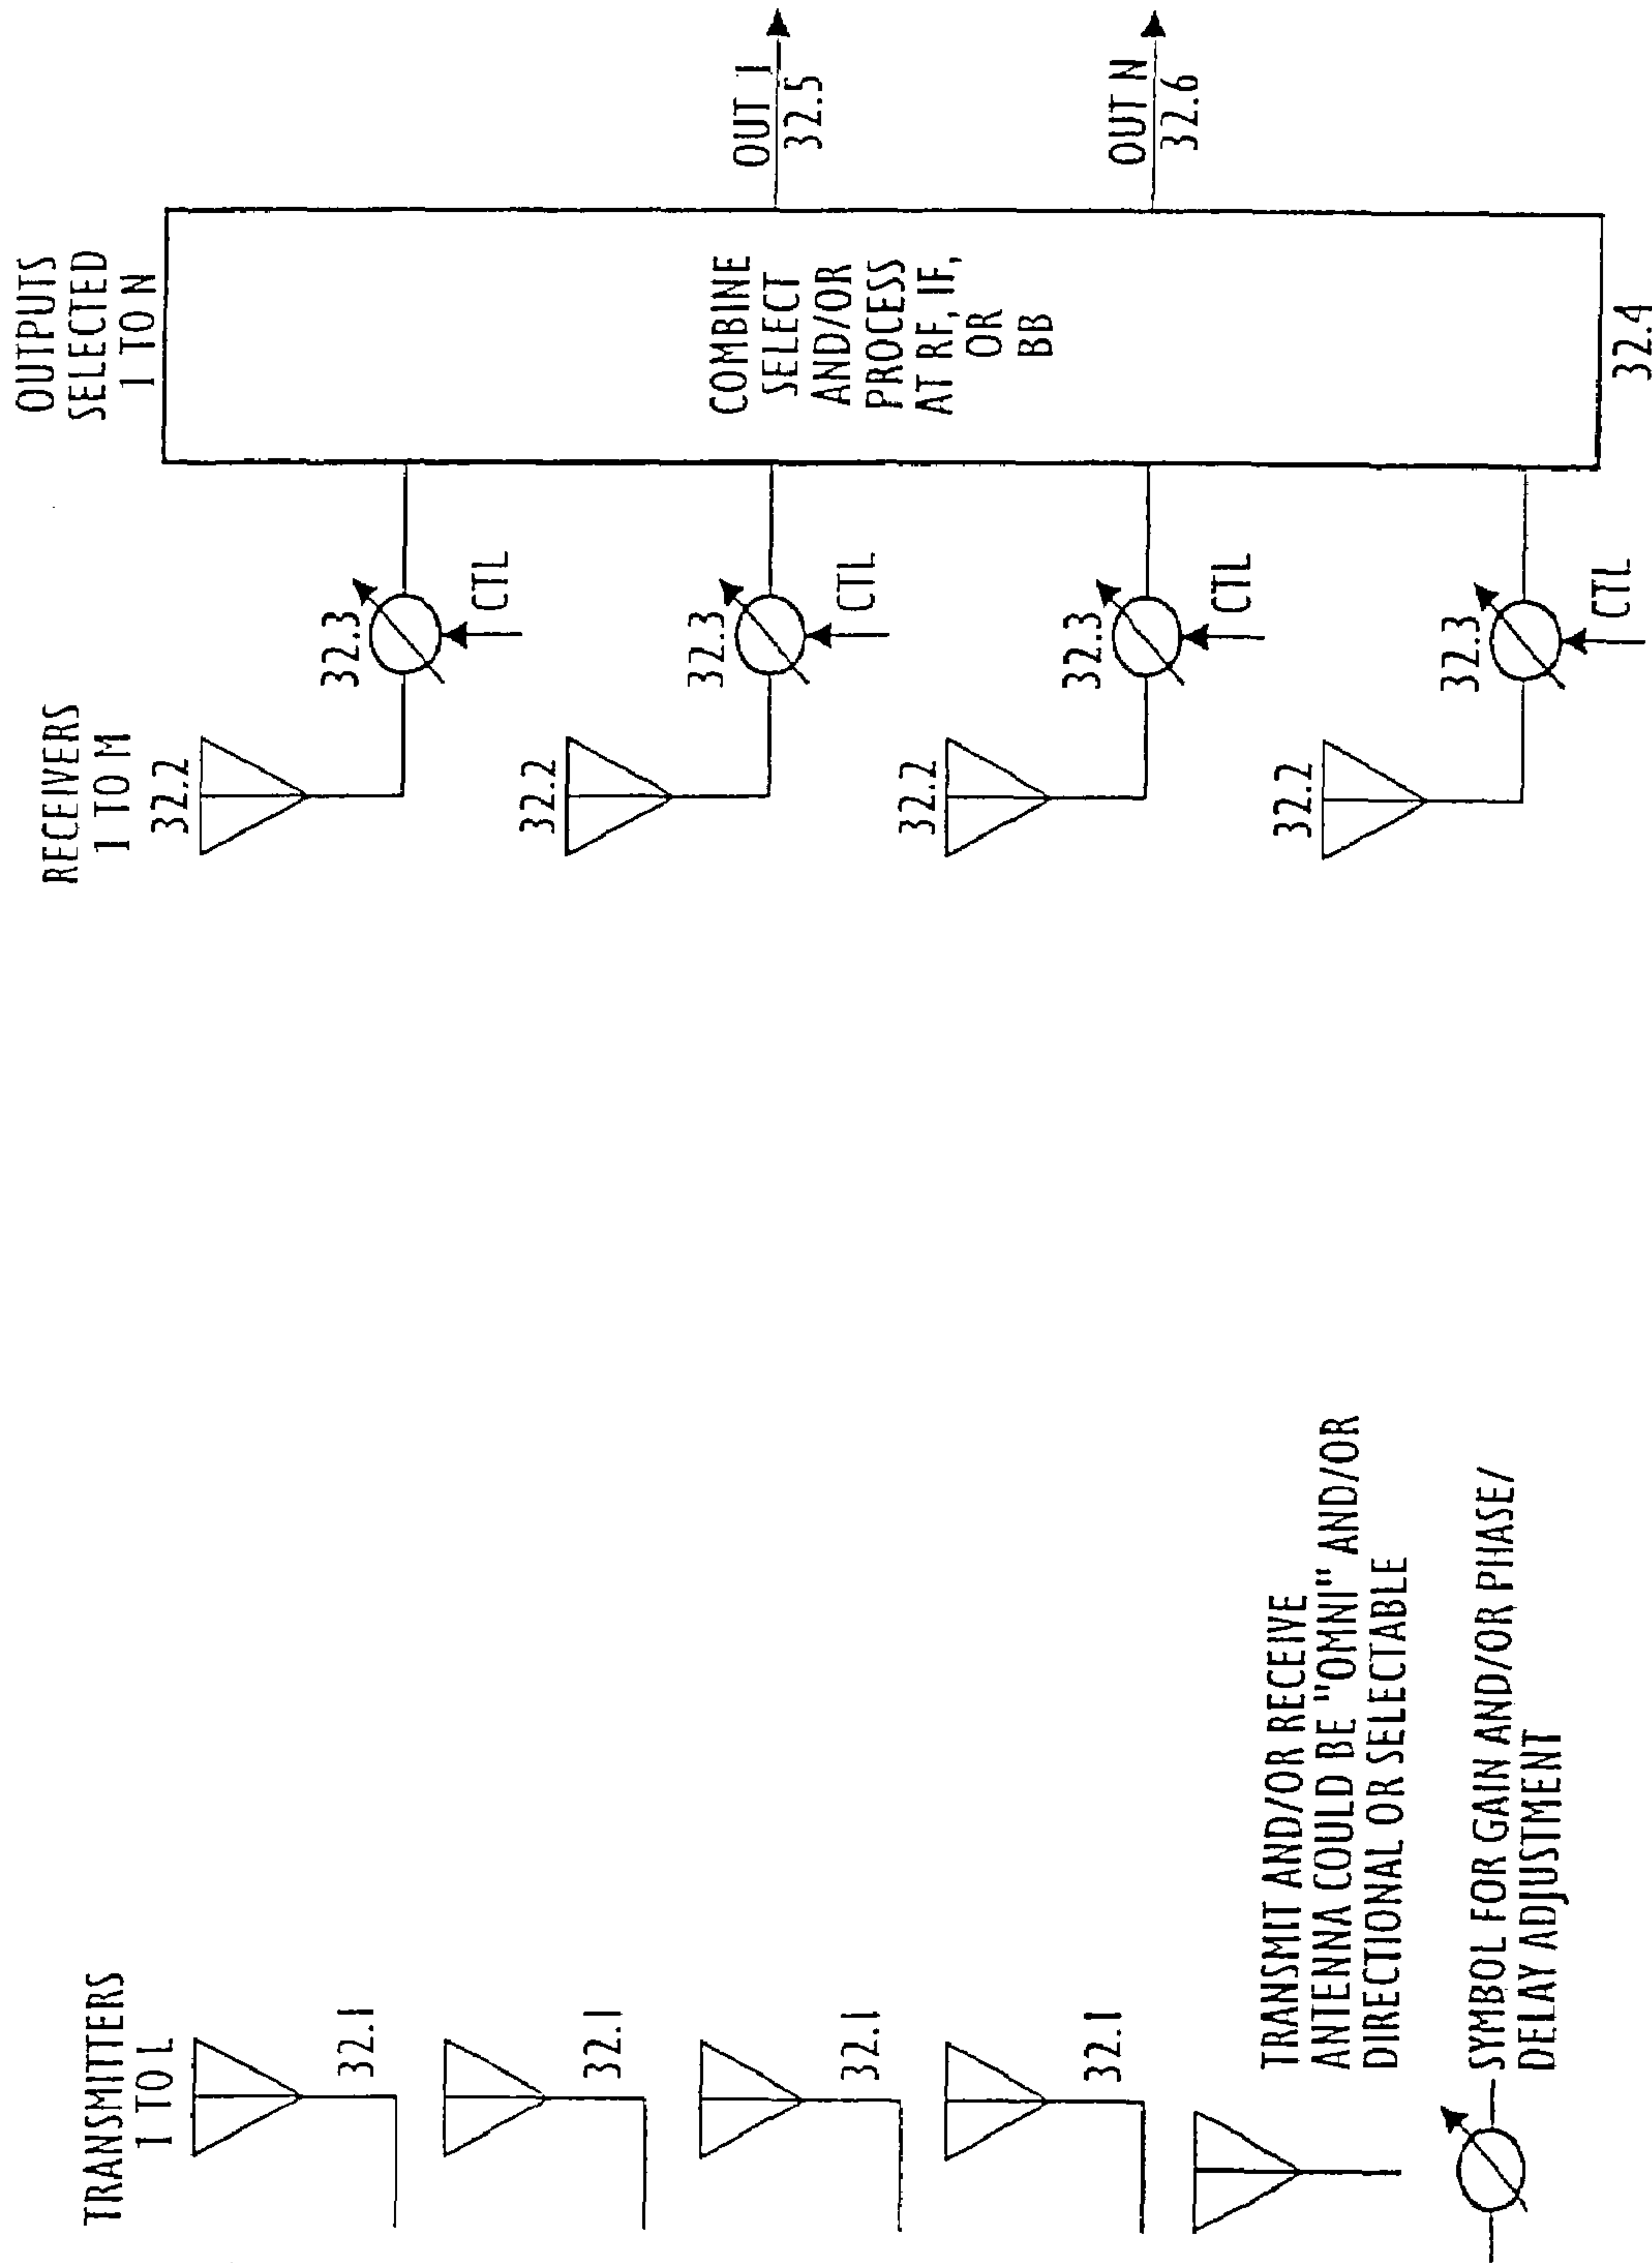 TRANSMITTERS
1 TO L
32.1
32.1
32.1
32.1
TRANSMIT AND/OR RECEIVE
ANTENNA COULD BE "OMNI" AND/OR
DIRECTIONAL OR SELECTABLE
SYMBOL FOR GAIN AND/OR PHASE/
DELAY ADJUSTMENT
RECEIVERS
1 TO M
32.2
32.3
CTL
32.2
32.3
CTL
32.2
32.3
CTL
32.2
32.3
CTL
OUTPUTS
SELECTED
1 TO N
COMBINE
SELECT
AND/OR
PROCESS
AT RF, IF,
OR
BB
32.4
OUT 1
32.5
OUT N
32.6